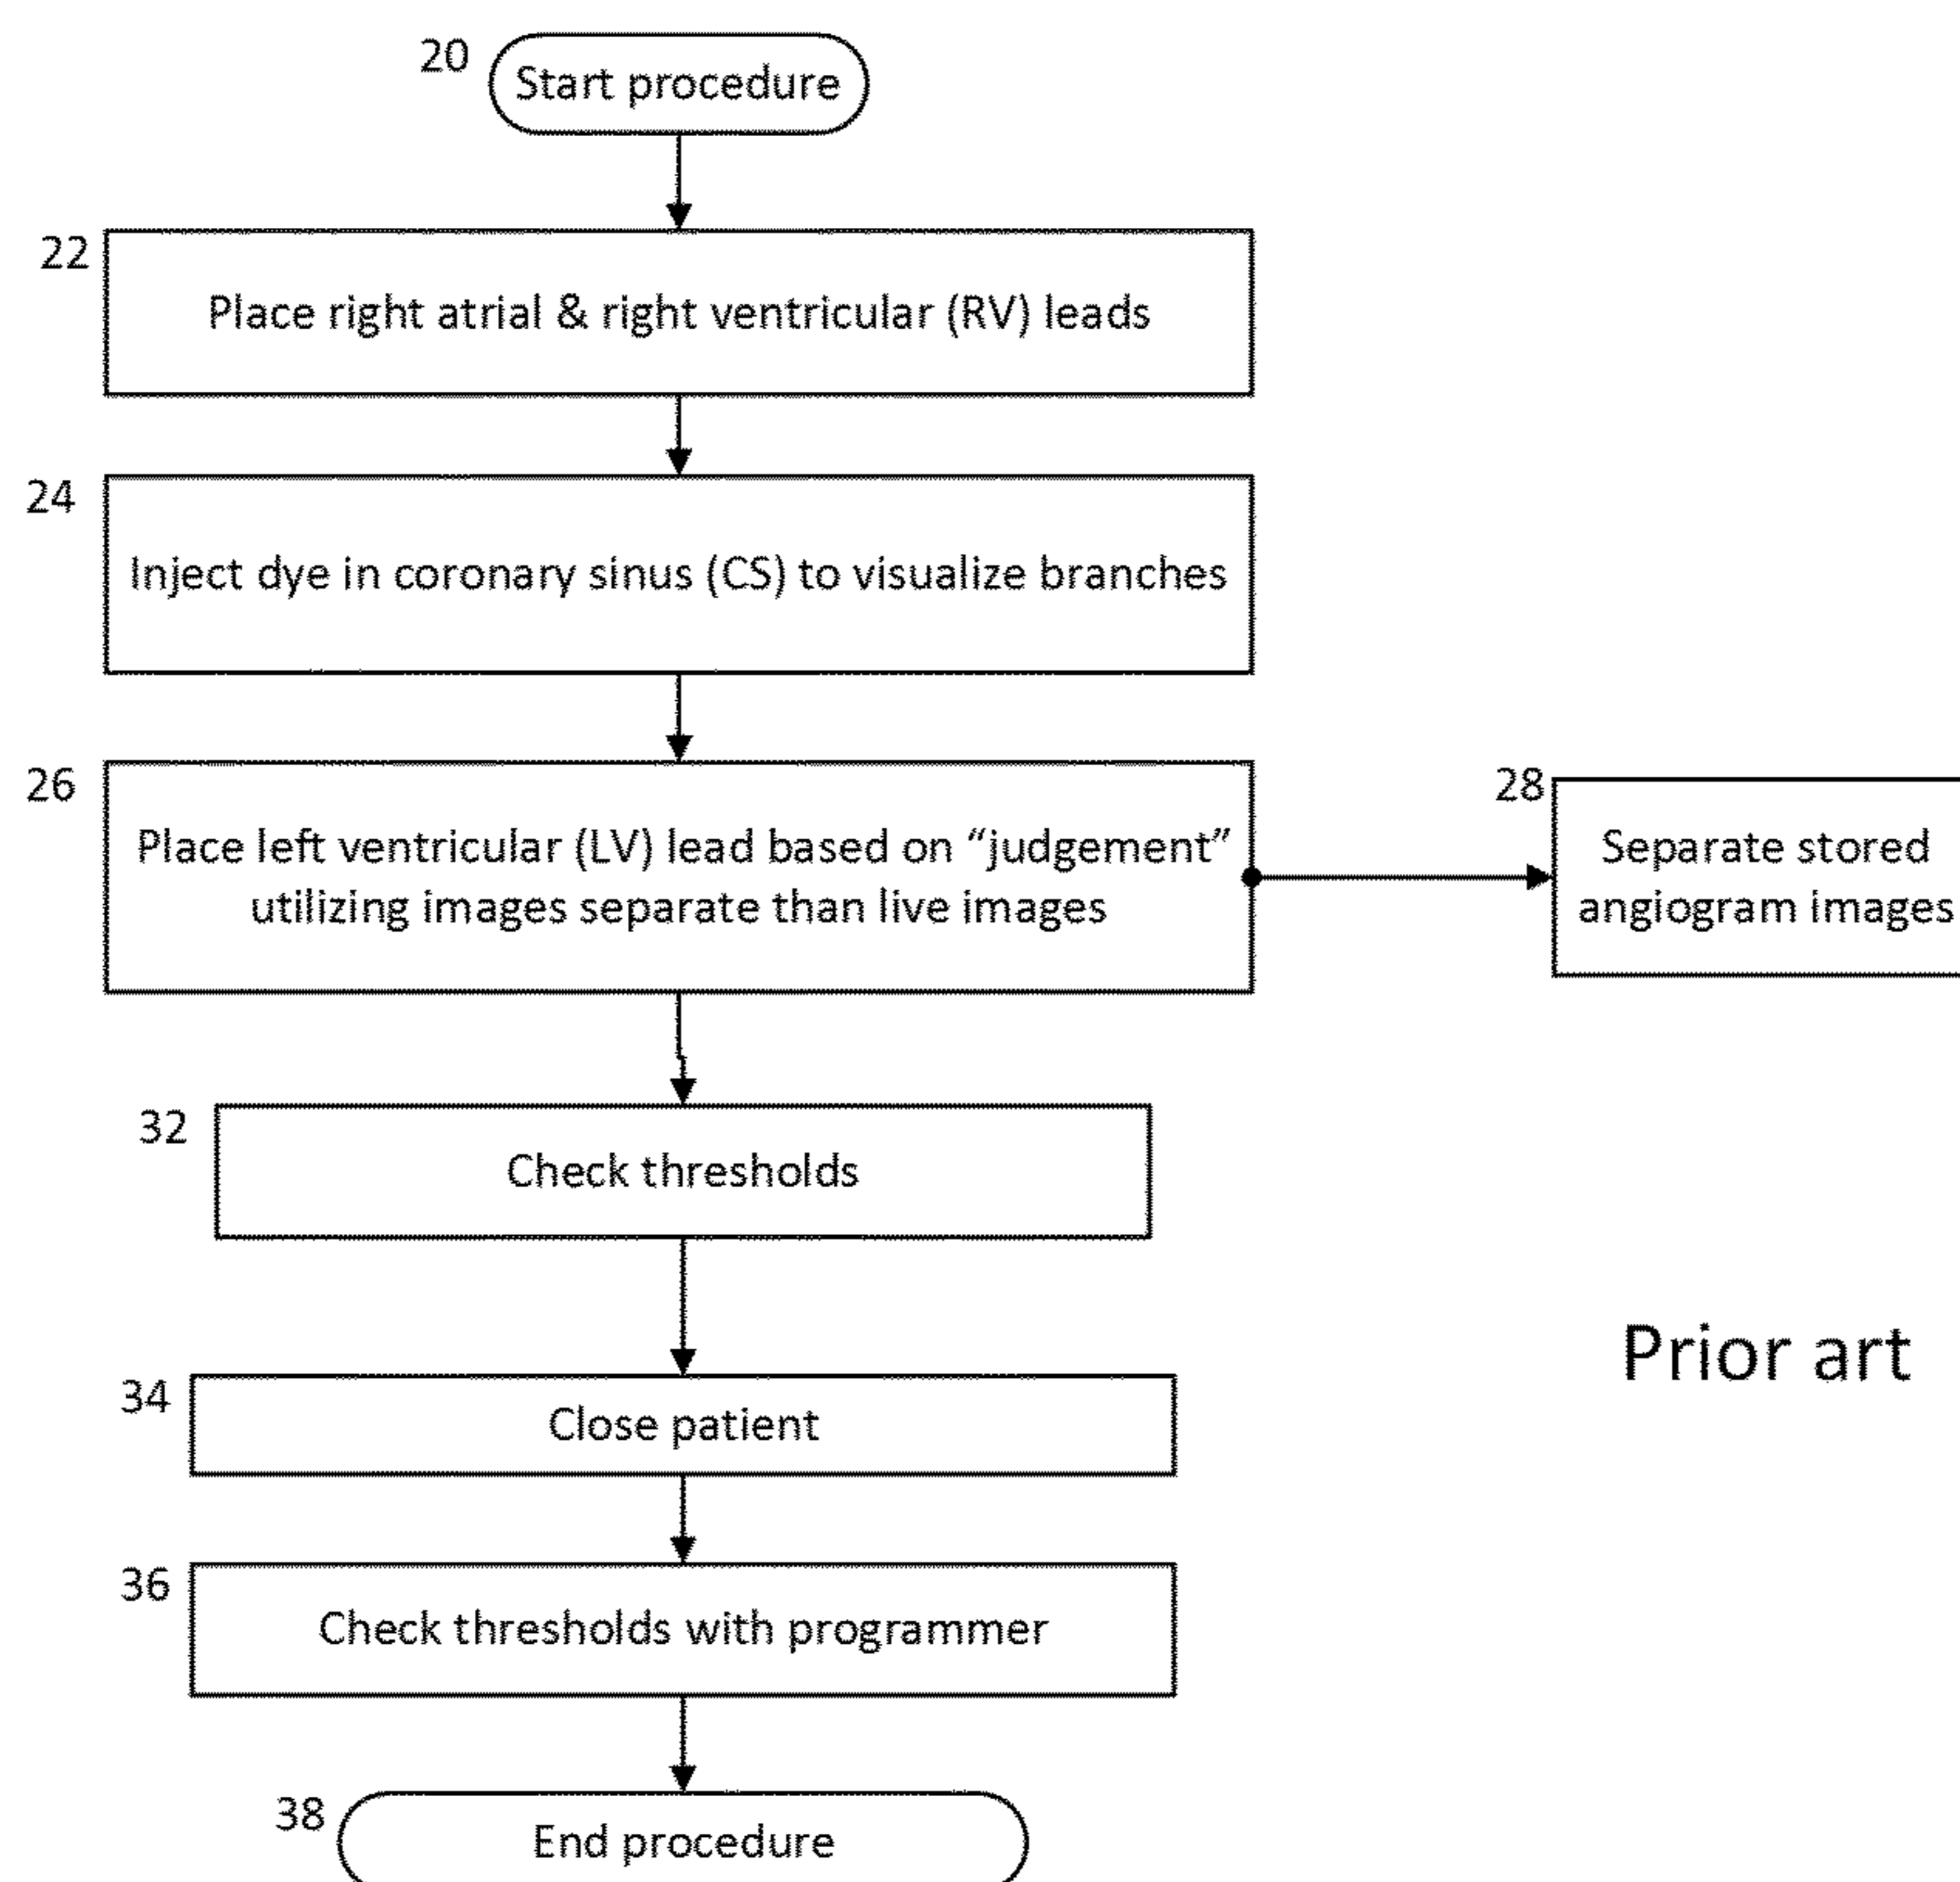 20
Start procedure
22
Place right atrial & right ventricular (RV) leads
24
Inject dye in coronary sinus (CS) to visualize branches
26
Place left ventricular (LV) lead based on “judgement”
utilizing images separate than live images
28
Separate stored
angiogram images
32
Check thresholds
Prior art
34
Close patient
36
Check thresholds with programmer
38
End procedure